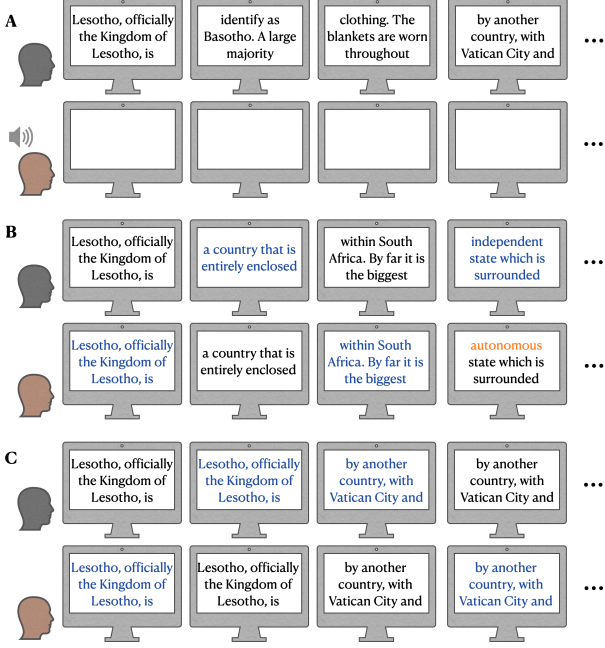 A
Lesotho, officially
the Kingdom of
Lesotho, is
identify as
Basotho. A large
majority
clothing. The
blankets are worn
throughout
by another
country, with
Vatican City and
...
...
B
Lesotho, officially
the Kingdom of
Lesotho, is
a country that is
entirely enclosed
within South
Africa. By far it is
the biggest
independent
state which is
surrounded
...
Lesotho, officially
the Kingdom of
Lesotho, is
a country that is
entirely enclosed
within South
Africa. By far it is
the biggest
autonomous
state which is
surrounded
...
C
Lesotho, officially
the Kingdom of
Lesotho, is
Lesotho, officially
the Kingdom of
Lesotho, is
by another
country, with
Vatican City and
by another
country, with
Vatican City and
...
Lesotho, officially
the Kingdom of
Lesotho, is
Lesotho, officially
the Kingdom of
Lesotho, is
by another
country, with
Vatican City and
by another
country, with
Vatican City and
...